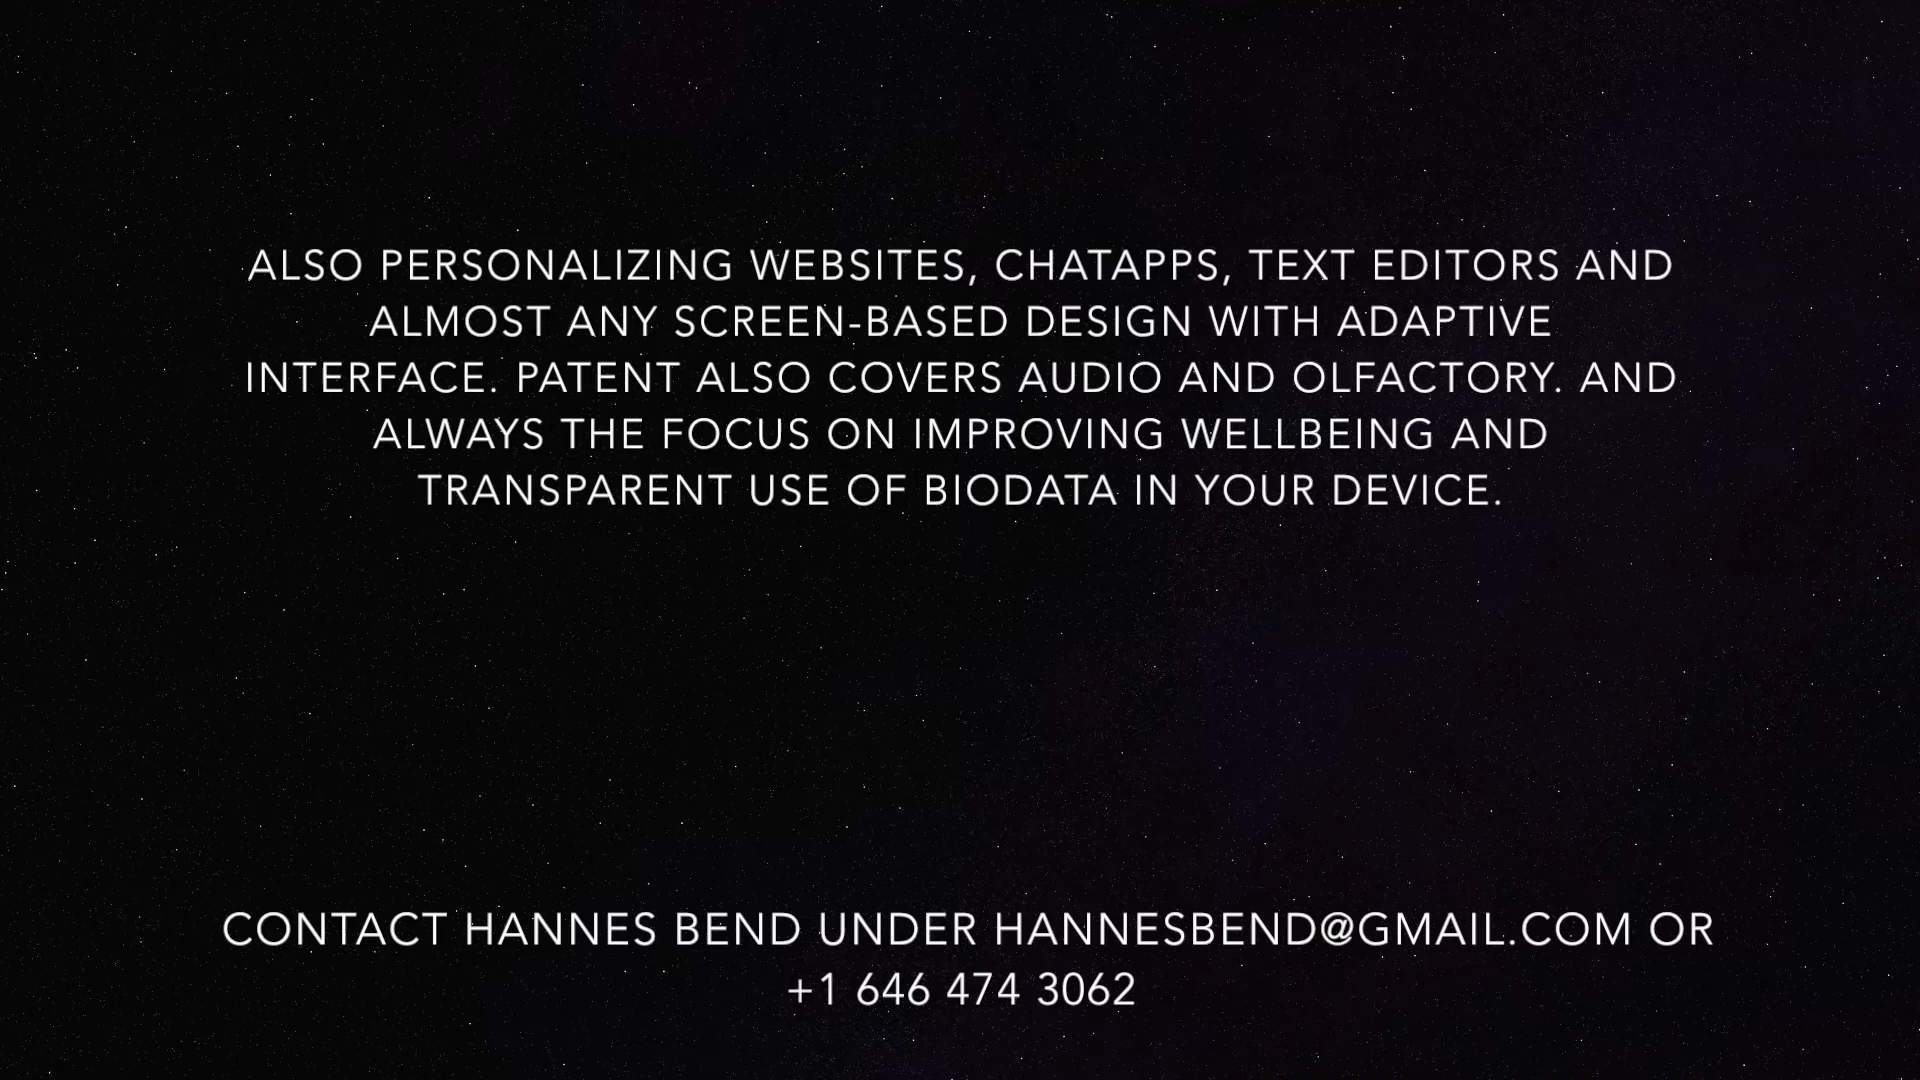 ALSO PERSONALIZING WEBSITES, CHATAPPS, TEXT EDITORS AND
ALMOST ANY SCREEN-BASED DESIGN WITH ADAPTIVE
INTERFACE. PATENT ALSO COVERS AUDIO AND OLFACTORY. AND
ALWAYS THE FOCUS ON IMPROVING WELLBEING AND
TRANSPARENT USE OF BIODATA IN YOUR DEVICE.
CONTACT HANNES BEND UNDER HANNESBEND@GMAIL.COM OR
+1 646 474 3062